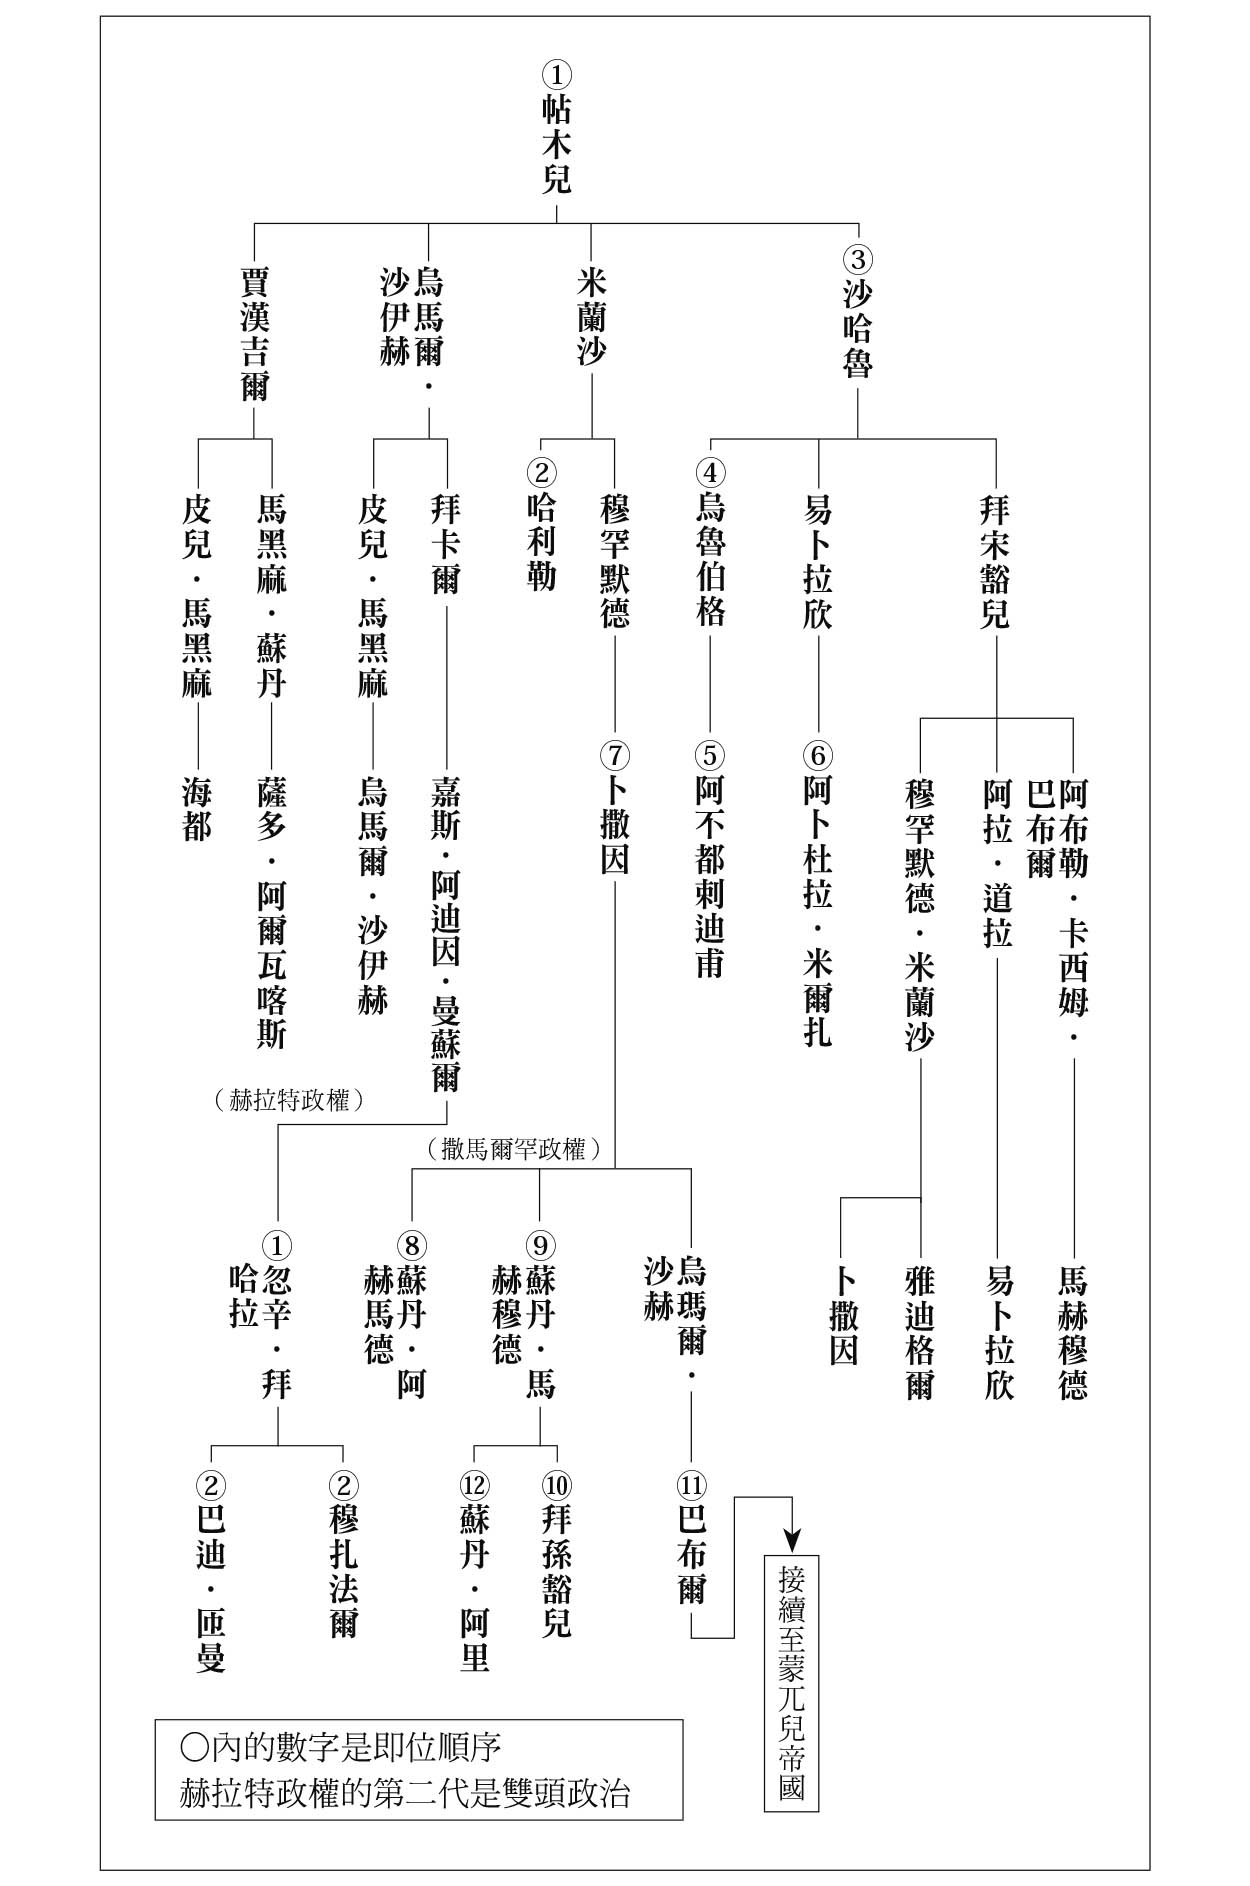 ①帖木兒
③沙哈魯
米蘭沙
烏馬爾・
沙伊赫
賈漢吉爾
拜宋豁兒
易卜拉欣
④烏魯伯格
穆罕默德
②哈利勒
拜卡爾
皮兒・馬黑麻
馬黑麻・蘇丹
皮兒・馬黑麻
阿布勒・卡西姆・
巴布爾
阿拉・道拉
穆罕默德・米蘭沙
⑥阿卜杜拉・米爾扎
⑤阿不都剌迪甫
⑦卜撒因
嘉斯・阿迪因・曼蘇爾
烏馬爾・沙伊赫
薩多・阿爾瓦喀斯
海都
（赫拉特政權）
（撒馬爾罕政權）
馬赫穆德
易卜拉欣
雅迪格爾
卜撒因
烏瑪爾・
沙赫
⑨蘇丹・馬
赫穆德
⑧蘇丹・阿
赫馬德
①忽辛・拜
哈拉
⑪巴布爾
⑩拜孫豁兒
⑫蘇丹・阿里
②穆扎法爾
②巴迪・匝曼
接續至蒙兀兒帝國
○內的數字是即位順序
赫拉特政權的第二代是雙頭政治